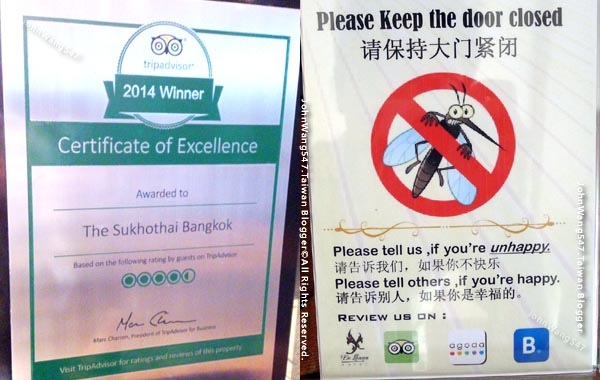 tripadvisor
2014 Winner
Certificate of Excellence
Awarded to
The Sukhothai Bangkok
Based on the following rating by guests on TripAdvisor
Marc Charron, President of TripAdvisor for Business
Visit TripAdvisor for ratings and reviews of this property
JohnWang547.Taiwan Blogger©All Rights Reserved.
Please Keep the door closed
请保持大门紧闭
Please tell us ,if you're unhappy.
请告诉我们，如果你不快乐
Please tell others ,if you're happy.
请告诉别人，如果你是幸福的。
REVIEW US ON :
agoda
B.
JohnWang547.Taiwan Blogger
JohnWang547
JohnWang547